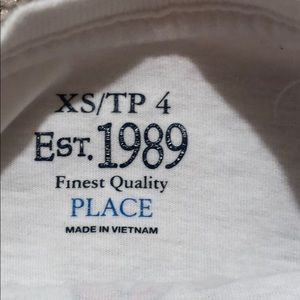 XS/TP 4
EST. 1989
Finest Quality
PLACE
MADE IN VIETNAM